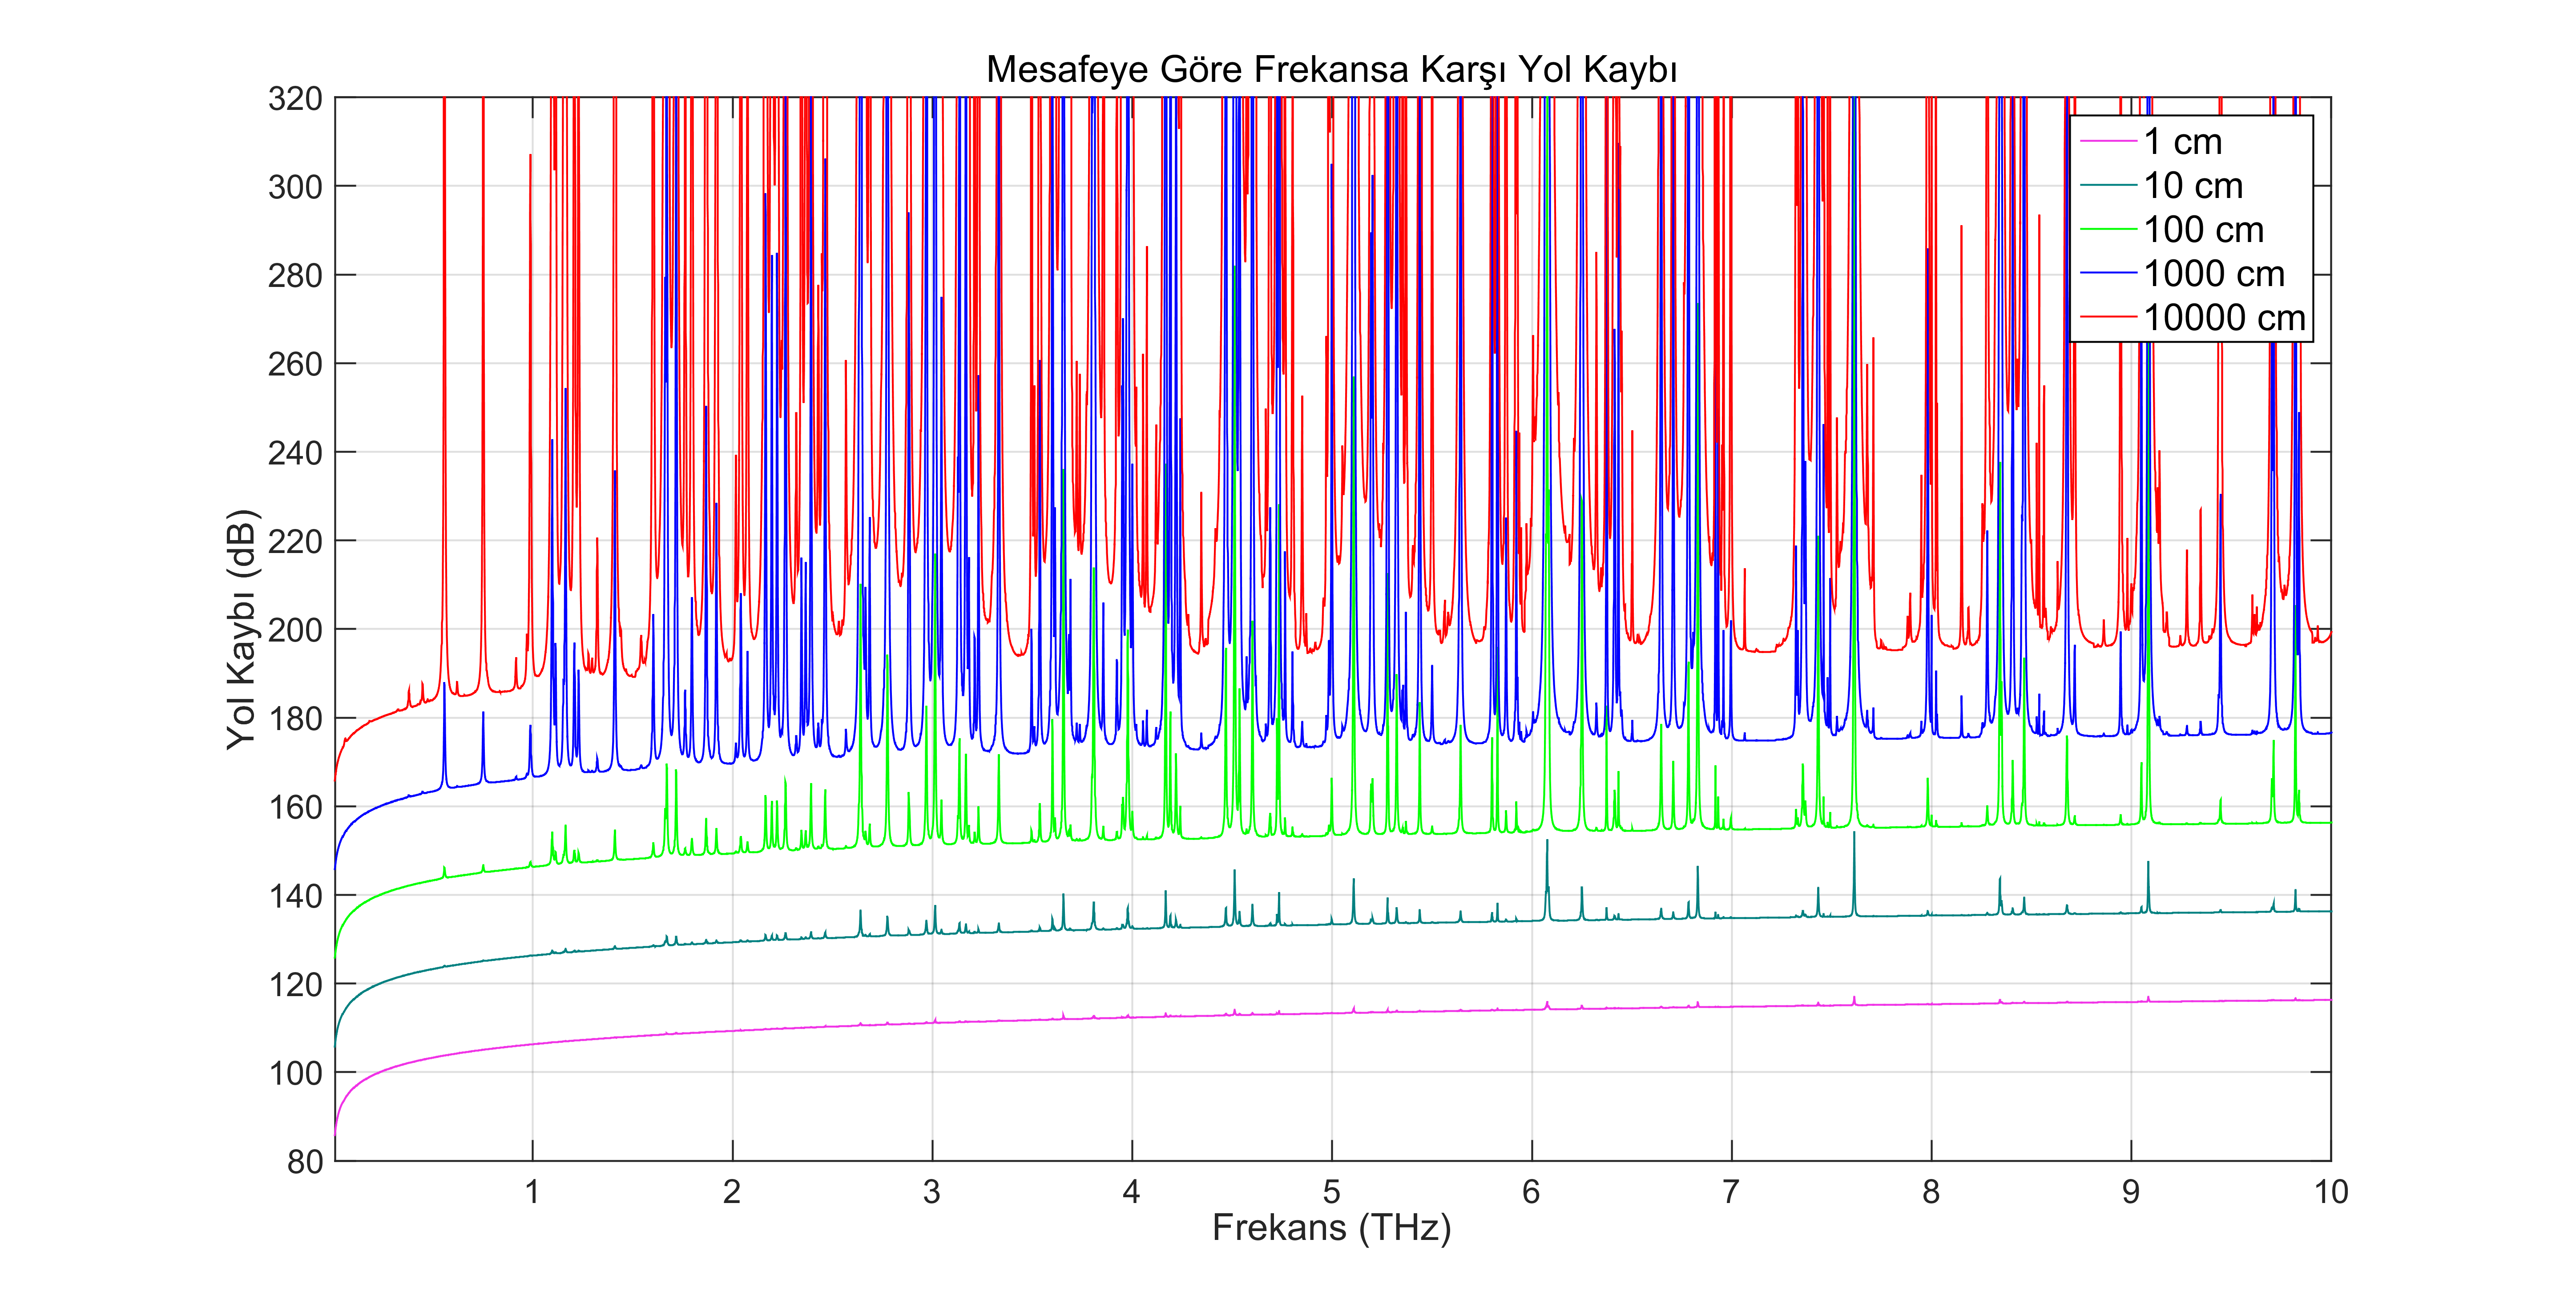 Mesafeye Göre Frekansa Karşı Yol Kaybı
320
300
280
260
240
220
200
180
160
140
120
100
80
Yol Kaybı (dB)
1 cm
10 cm
100 cm
1000 cm
10000 cm
1 2 3 4 5 6 7 8 9 10
Frekans (THz)